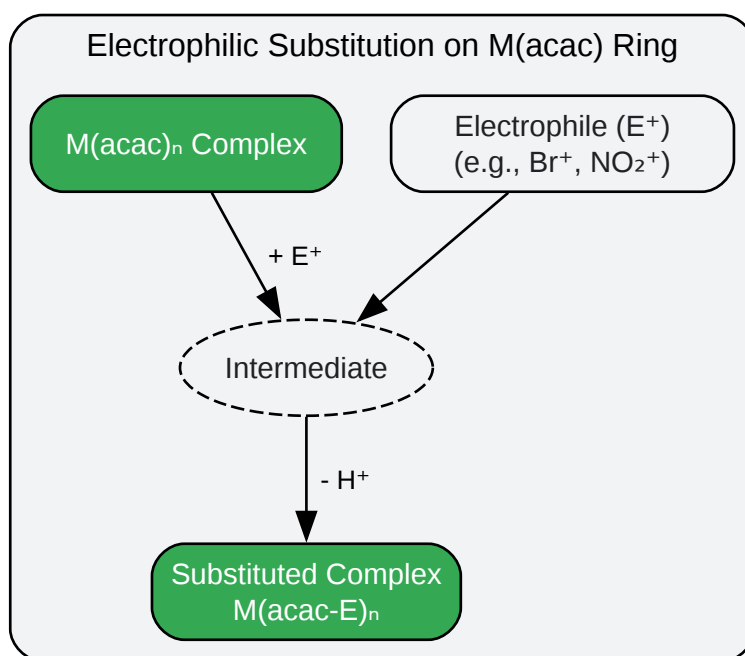 Electrophilic Substitution on M(acac) Ring
M(acac)ₙ Complex
Electrophile (E⁺)
(e.g., Br⁺, NO₂⁺)
+ E⁺
Intermediate
- H⁺
Substituted Complex
M(acac-E)ₙ